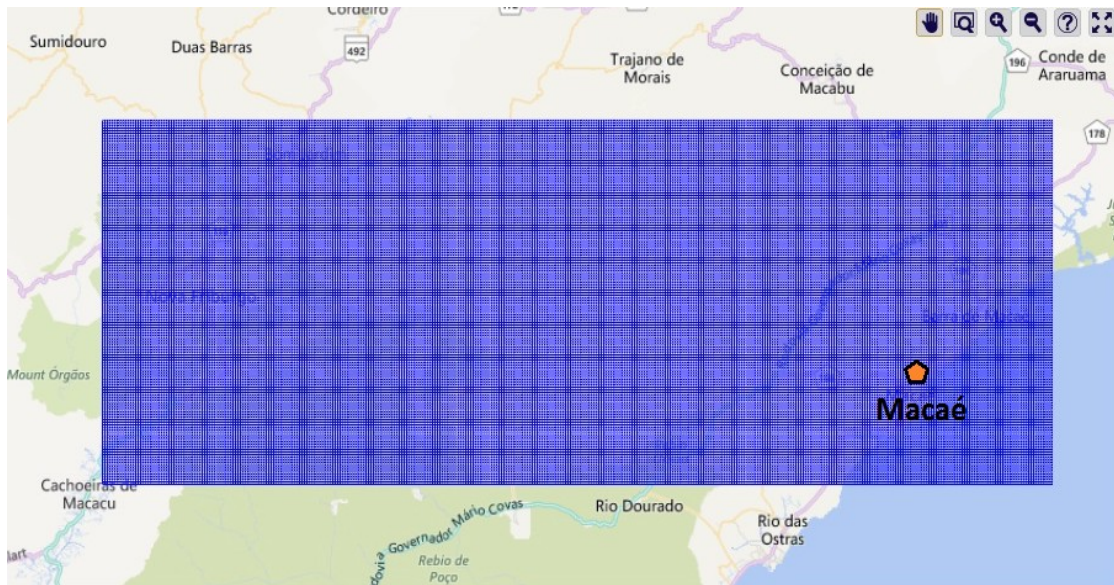 Cordeiro
Sumidouro
Duas Barras
492
Trajano de
Morais
Conceição de
Macabu
196
Conde de
Araruama
178
Bom Jardim
Nova Friburgo
Barra de Macaé
Mount Órgãos
Macaé
Cachoeiras de
Macacu
Rio Dourado
Rio das
Ostras
Governador Mário Covas
Rebio de
Poço